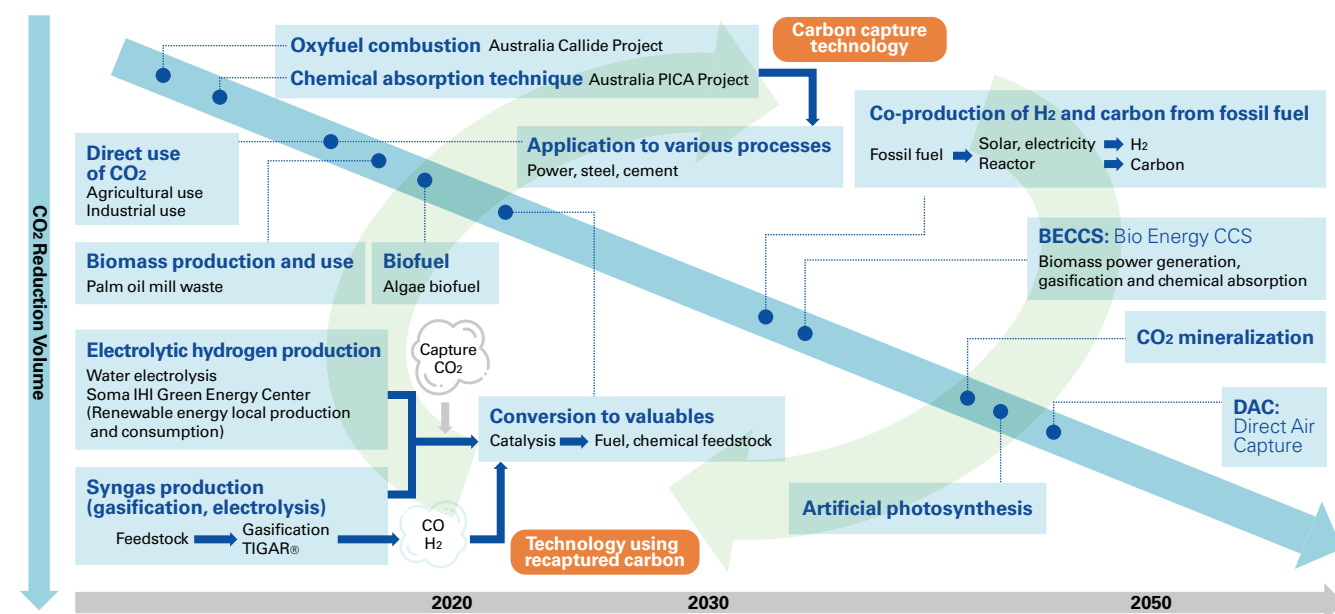 CO2 Reduction Volume
Oxyfuel combustion Australia Callide Project
Chemical absorption technique Australia PICA Project
Carbon capture
technology
Direct use
of CO2
Agricultural use
Industrial use
Application to various processes
Power, steel, cement
Co-production of H2 and carbon from fossil fuel
Fossil fuel
Solar, electricity
Reactor
H2
Carbon
Biomass production and use
Palm oil mill waste
Biofuel
Algae biofuel
BECCS: Bio Energy CCS
Biomass power generation,
gasification and chemical absorption
CO2 mineralization
Electrolytic hydrogen production
Water electrolysis
Soma IHI Green Energy Center
(Renewable energy local production
and consumption)
Capture
CO2
Conversion to valuables
Catalysis
Fuel, chemical feedstock
DAC:
Direct Air
Capture
Syngas production
(gasification, electrolysis)
Feedstock
Gasification
TIGAR®
CO
H2
Technology using
recaptured carbon
Artificial photosynthesis
2020
2030
2050